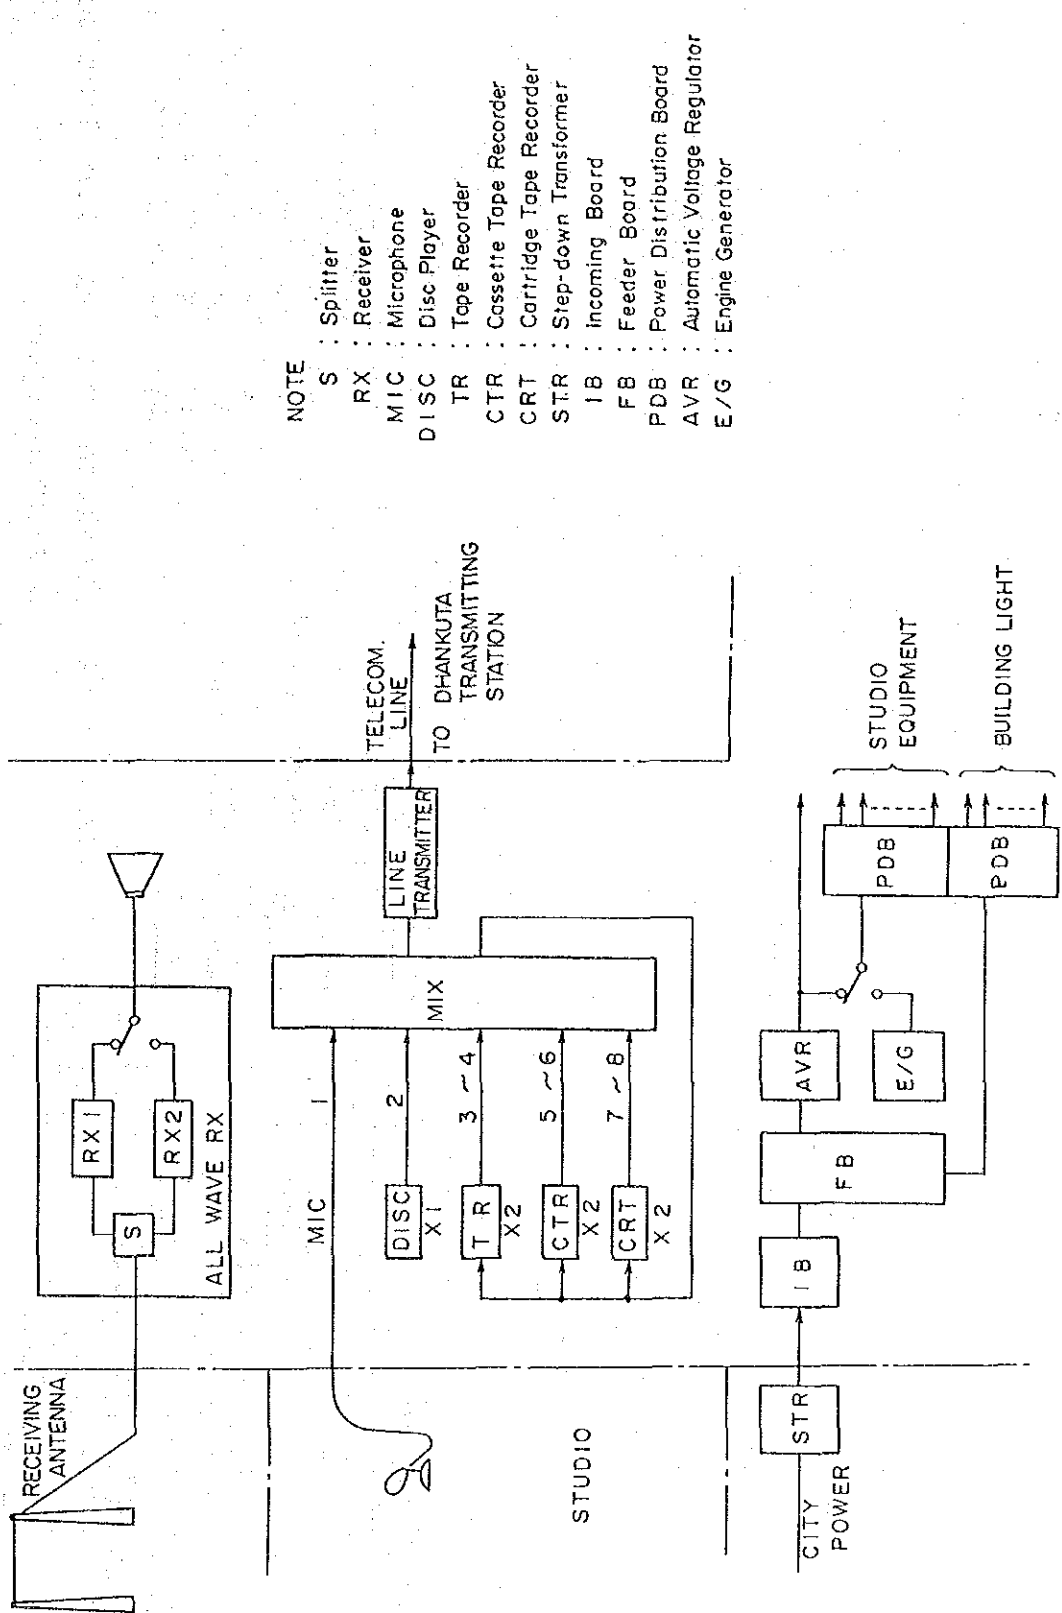 RECEIVING
ANTENNA
S
RX 1
RX2
ALL WAVE RX
MIC
1
DISC
X1
2
T R
X2
3 ~ 4
CTR
X2
5 ~ 6
CRT
X2
7 ~ 8
MIX
LINE
TRANSMITTER
TELECOM.
LINE
TO DHANKUTA
TRANSMITTING
STATION
STUDIO
CITY
POWER
STR
IB
FB
AVR
E/G
PDB
PDB
STUDIO
EQUIPMENT
BUILDING LIGHT
NOTE
S : Splitter
RX : Receiver
MIC : Microphone
DISC : Disc Player
TR : Tape Recorder
CTR : Cassette Tape Recorder
CRT : Cartridge Tape Recorder
STR : Step-down Transformer
IB : Incoming Board
FB : Feeder Board
PDB : Power Distribution Board
AVR : Automatic Voltage Regulator
E/G : Engine Generator